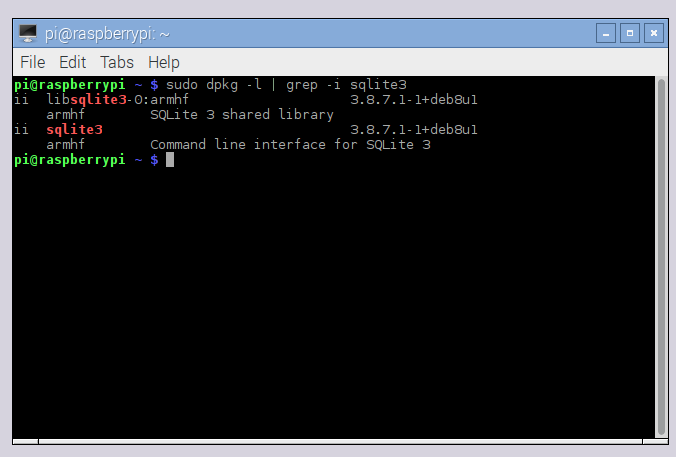 pi@raspberrypi: ~
File Edit Tabs Help
pi@raspberrypi ~ $ sudo dpkg -l | grep -i sqlite3
ii  libsqlite3-0:armhf                    3.8.7.1-1+deb8u1
    armhf        SQLite 3 shared library
ii  sqlite3                               3.8.7.1-1+deb8u1
    armhf        Command line interface for SQLite 3
pi@raspberrypi ~ $